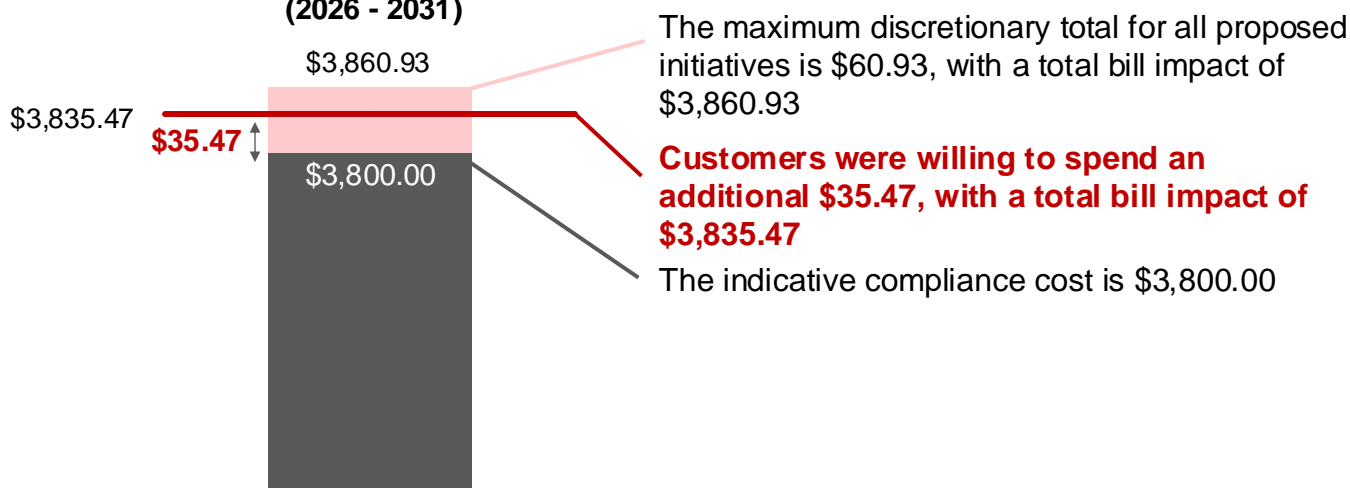 (2026 - 2031)
$3,860.93
$3,835.47
$35.47
$3,800.00
The maximum discretionary total for all proposed
initiatives is $60.93, with a total bill impact of
$3,860.93
Customers were willing to spend an
additional $35.47, with a total bill impact of
$3,835.47
The indicative compliance cost is $3,800.00